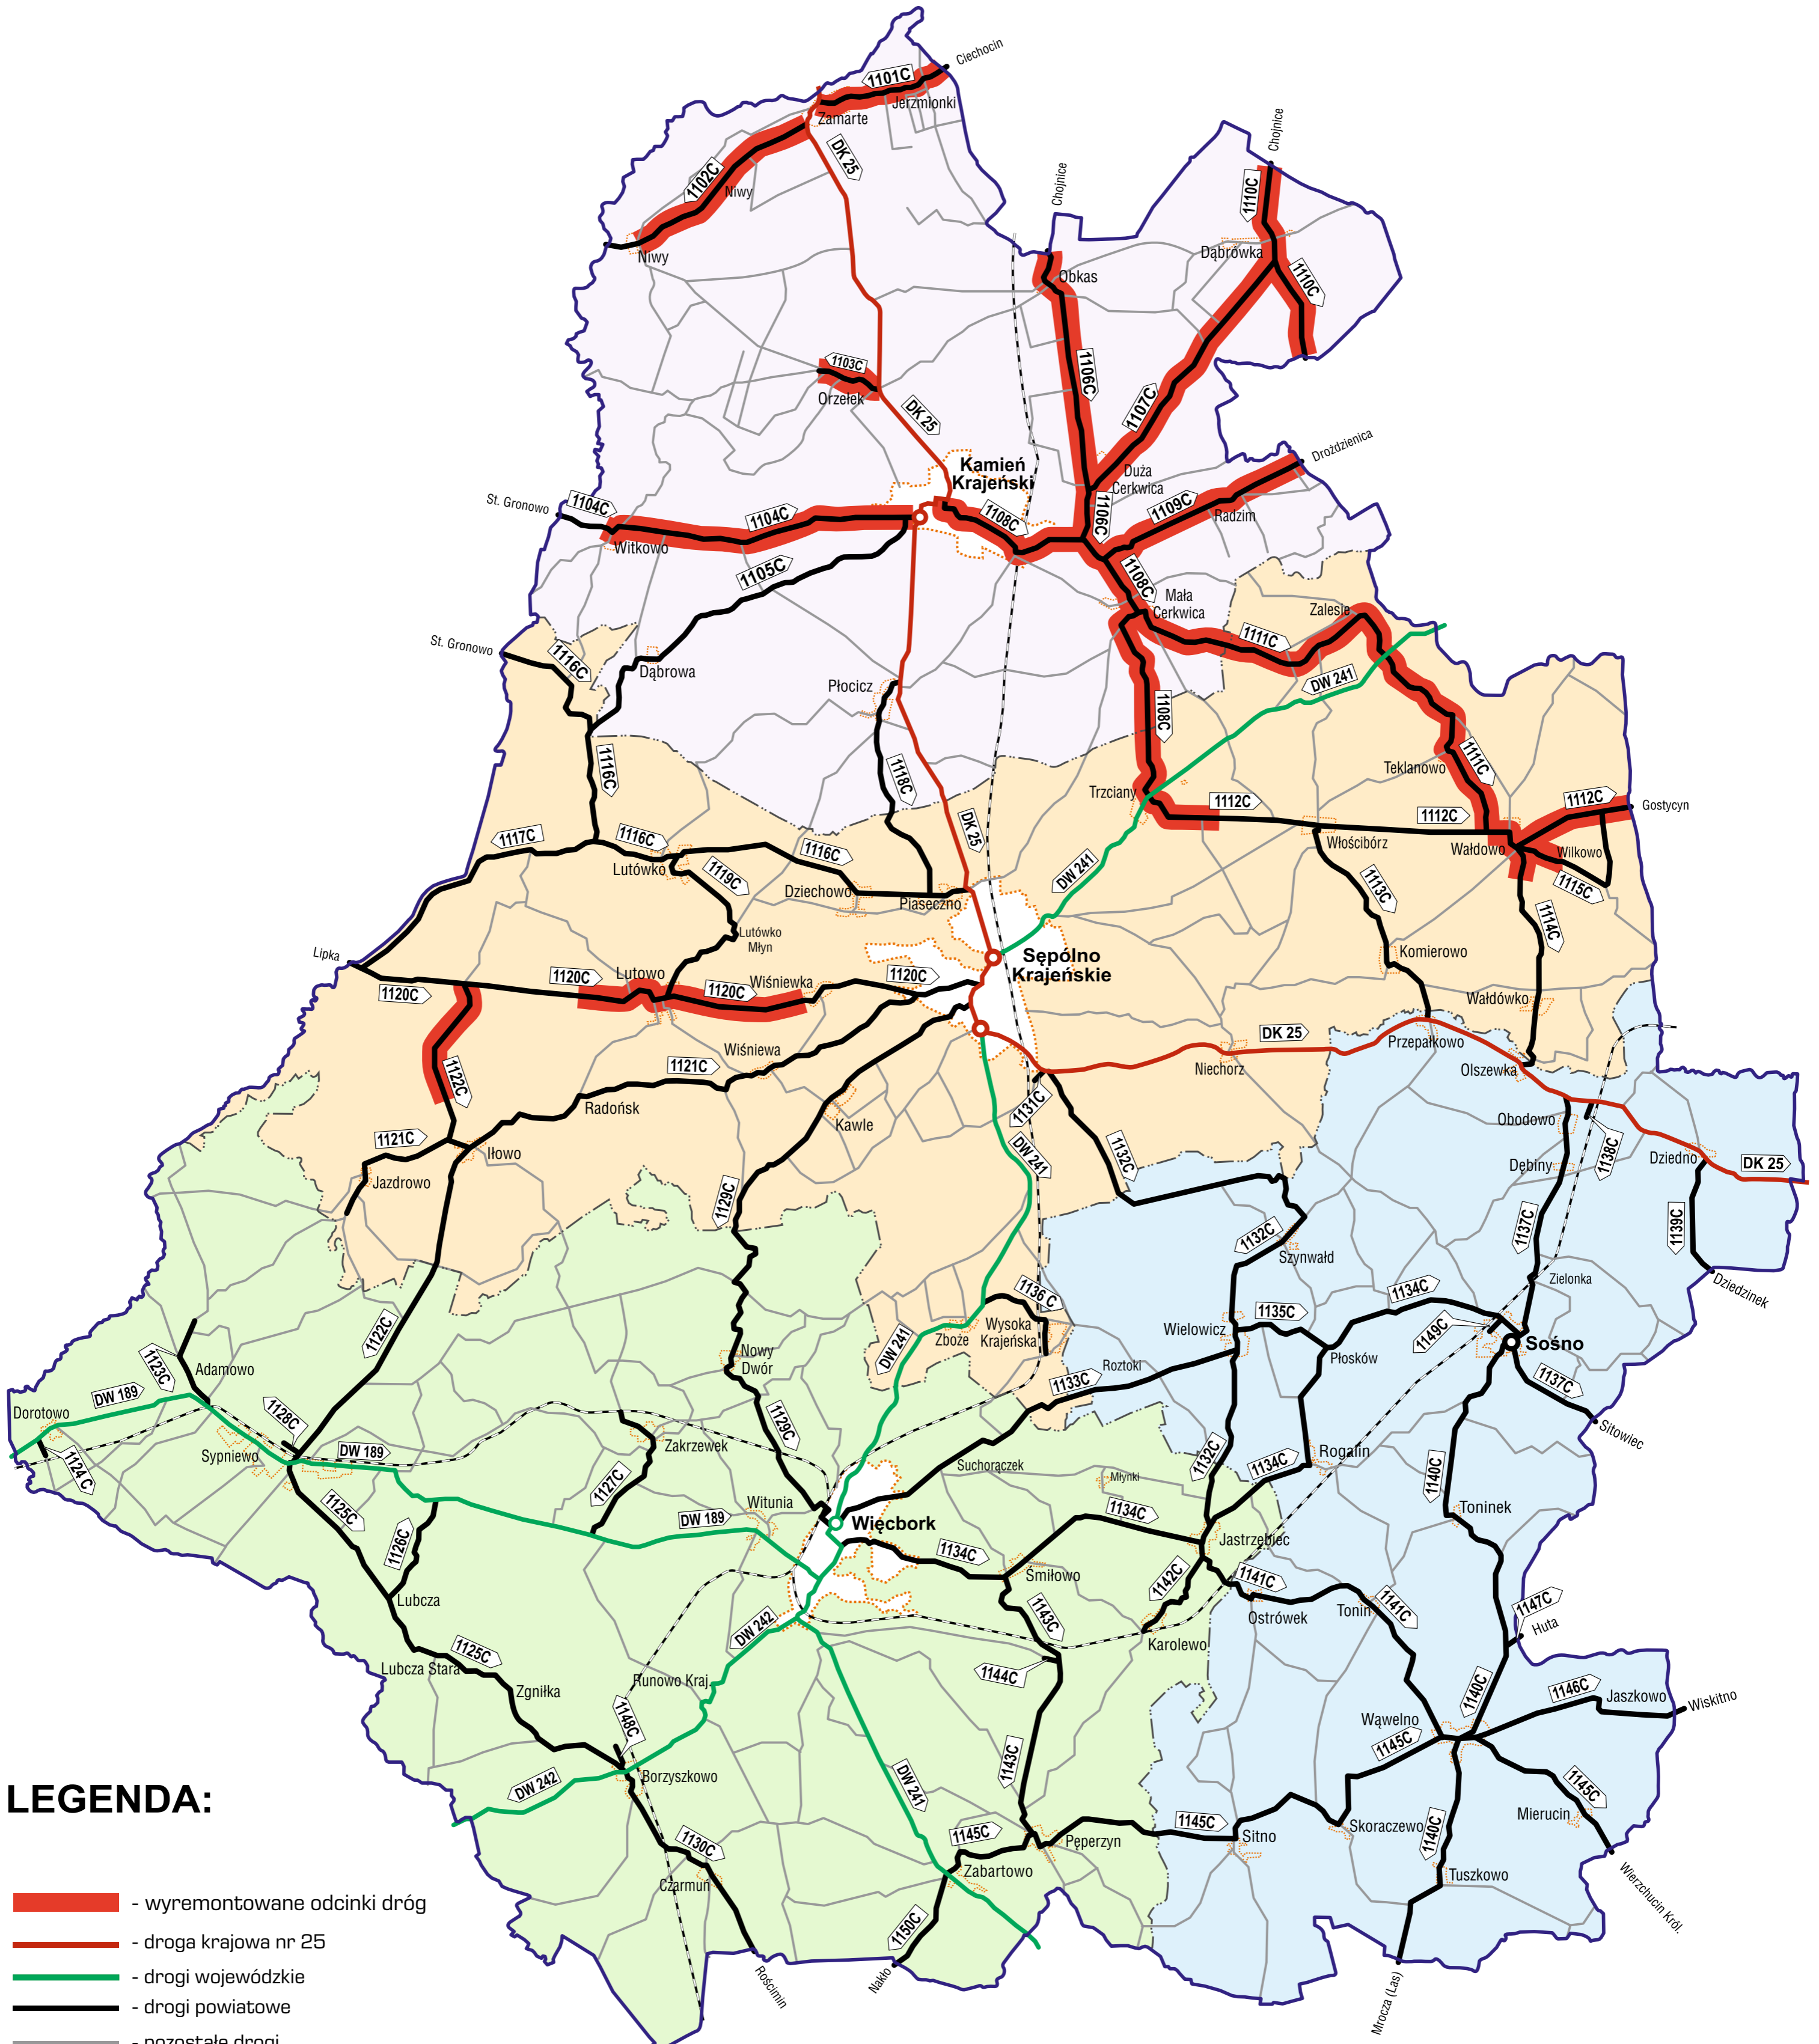 Ciechocin
1101C
Jerzmionki
Zamarte
DK 25
1102C
Niwy
Niwy
Chojnice
Chojnice
1110C
Dąbrówka
1110C
Obkas
1103C
Orzełek
DK 25
1106C
1107C
Kamień
Krajeński
Duża
Cerkwica
Drożdzienica
St. Gronowo
1104C
1104C
Witkowo
1108C
1106C
1109C
Radzim
1105C
1108C
Mała
Cerkwica
Zalesie
St. Gronowo
1116C
Dąbrowa
1111C
DW 241
Płocicz
1108C
1116C
1118C
Teklanowo
1111C
Trzciany
1112C
1112C
1112C
Gostycyn
1117C
1116C
1116C
DK 25
Włościbórz
Wałdowo
Wilkowo
Lutówko
1119C
Dziechowo
Piaseczno
DW 241
1113C
1115C
1114C
Lutówko
Młyn
Lipka
Komierowo
Sępólno
Krajeńskie
1120C
1120C
Lutowo
1120C
Wiśniewka
1120C
Wałdówko
1122C
Wiśniewa
1121C
DK 25
Niechorz
Przepałkowo
Olszewka
Radońsk
Kawle
1131C
Obodowo
1138C
1121C
Iłowo
Jazdrowo
DW 241
1132C
Dębiny
Dziedno
DK 25
1129C
1137C
1139C
1132C
Szynwałd
Zielonka
Dziedzinek
1136 C
1134C
1122C
Zboże
Wysoka
Krajeńska
Wielowicz
1135C
1149C
Sośno
DW 241
Nowy
Dwór
Płosków
Roztoki
1133C
1137C
Sitowiec
1123C
Adamowo
DW 189
Dorotowo
1128C
1124 C
Sypniewo
DW 189
Zakrzewek
1129C
Suchorączek
Młynki
1132C
1134C
Rogalin
1140C
1127C
Toninek
1125C
1126C
Witunia
DW 189
Więcbork
1134C
1134C
Jastrzębiec
Śmiłowo
1142C
1141C
Ostrówek
Tonin
1141C
Lubcza
1143C
Karolewo
1147C
Huta
DW 242
1144C
1125C
Lubcza Stara
Zgniłka
Runowo Kraj.
1140C
1146C
Jaszkowo
Wiskitno
Wąwelno
1148C
1145C
1143C
DW 242
Borzyszkowo
DW 241
1145C
Mierucin
LEGENDA:
1130C
1145C
Pęperzyn
1145C
Sitno
Skoraczewo
1140C
Czarmuń
Zabartowo
Tuszkowo
Wierzchucin Król.
1150C
Rościmin
Nakło
Mrocza (Las)
- wyremontowane odcinki dróg
- droga krajowa nr 25
- drogi wojewódzkie
- drogi powiatowe
- pozostałe drogi